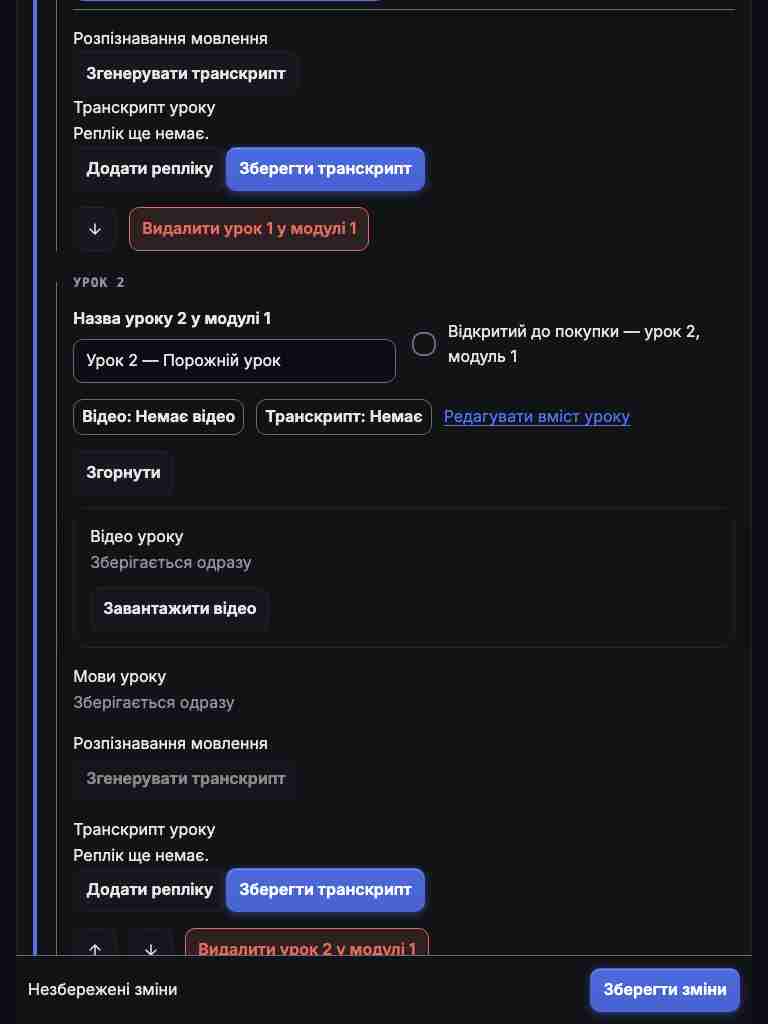 Розпізнавання мовлення
Згенерувати транскрипт
Транскрипт уроку
Реплік ще немає.
Додати репліку Зберегти транскрипт
↓ Видалити урок 1 у модулі 1
УРОК 2
Назва уроку 2 у модулі 1
Урок 2 — Порожній урок
Відкритий до покупки — урок 2,
модуль 1
Відео: Немає відео Транскрипт: Немає Редагувати вміст уроку
Згорнути
Відео уроку
Зберігається одразу
Завантажити відео
Мови уроку
Зберігається одразу
Розпізнавання мовлення
Згенерувати транскрипт
Транскрипт уроку
Реплік ще немає.
Додати репліку Зберегти транскрипт
↑ ↓ Видалити урок 2 у модулі 1
Незбережені зміни Зберегти зміни